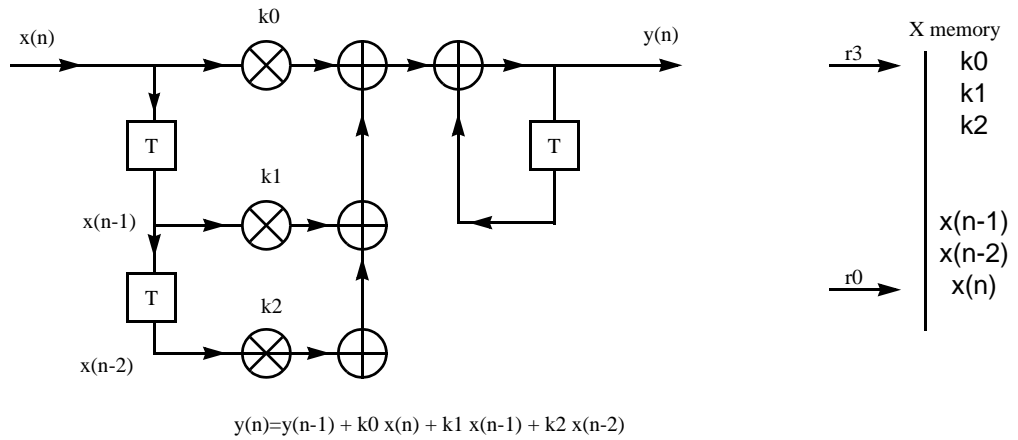 k0
x(n)
y(n)
T
T
k1
x(n-1)
T
k2
x(n-2)
y(n)=y(n-1) + k0 x(n) + k1 x(n-1) + k2 x(n-2)
X memory
r3
k0
k1
k2
x(n-1)
x(n-2)
r0
x(n)